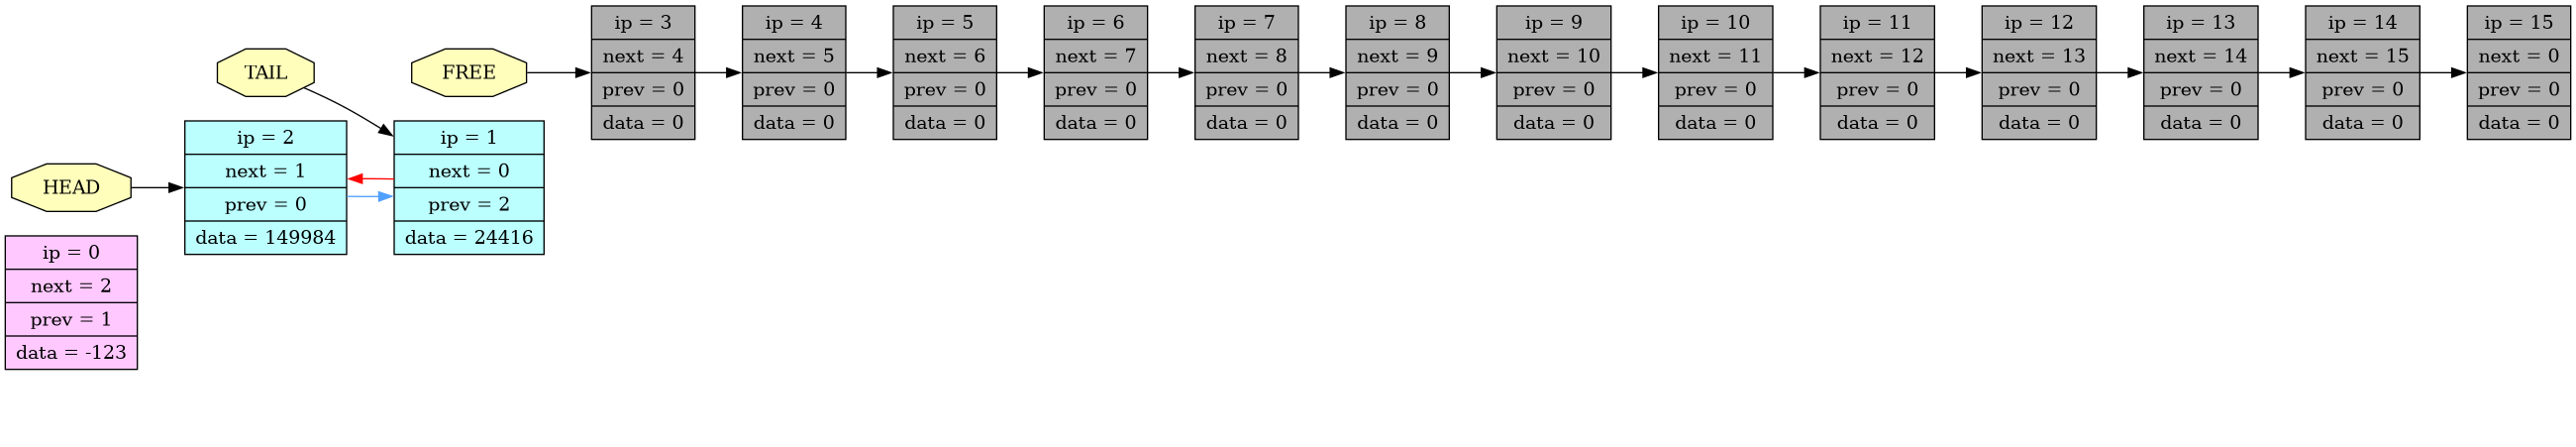 TAIL
FREE
HEAD
ip = 0
next = 2
prev = 1
data = -123
ip = 2
next = 1
prev = 0
data = 149984
ip = 1
next = 0
prev = 2
data = 24416
ip = 3
next = 4
prev = 0
data = 0
ip = 4
next = 5
prev = 0
data = 0
ip = 5
next = 6
prev = 0
data = 0
ip = 6
next = 7
prev = 0
data = 0
ip = 7
next = 8
prev = 0
data = 0
ip = 8
next = 9
prev = 0
data = 0
ip = 9
next = 10
prev = 0
data = 0
ip = 10
next = 11
prev = 0
data = 0
ip = 11
next = 12
prev = 0
data = 0
ip = 12
next = 13
prev = 0
data = 0
ip = 13
next = 14
prev = 0
data = 0
ip = 14
next = 15
prev = 0
data = 0
ip = 15
next = 0
prev = 0
data = 0